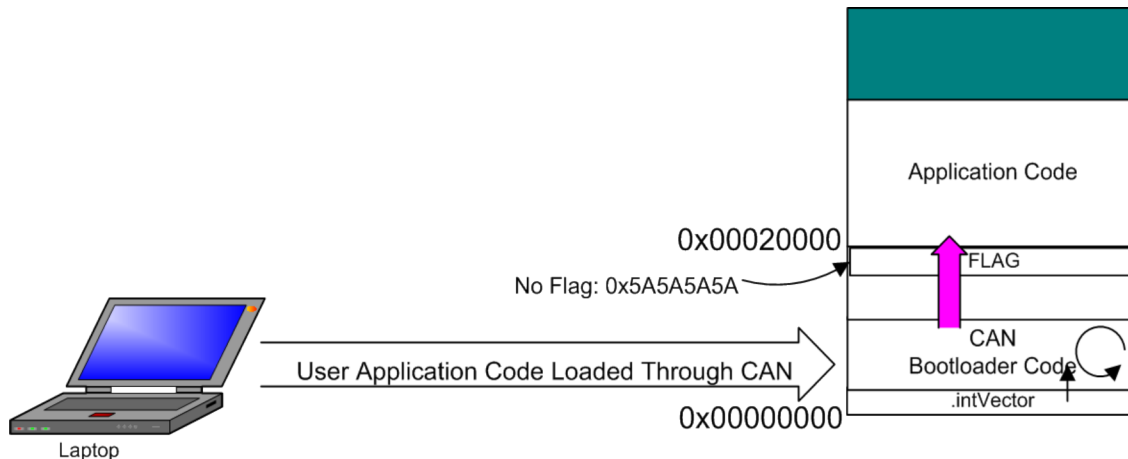 Application Code
0x00020000
FLAG
No Flag: 0x5A5A5A5A
CAN
Bootloader Code
User Application Code Loaded Through CAN
.intVector
0x00000000
Laptop